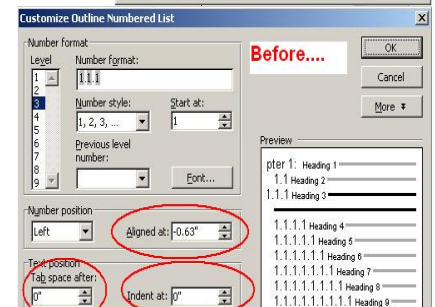 Customize Outline Numbered List
Number format
Level
Number format:
1
2
3
4
5
6
7
8
9
1.1.1
Number style:
Start at:
1, 2, 3, ...
1
Previous level
number:
Font...
Before....
OK
Cancel
More
Preview
pter 1: Heading 1
1.1 Heading 2
1.1.1 Heading 3
1.1.1.1 Heading 4
1.1.1.1.1 Heading 5
1.1.1.1.1.1 Heading 6
1.1.1.1.1.1.1 Heading 7
1.1.1.1.1.1.1.1 Heading 8
1.1.1.1.1.1.1.1.1 Heading 9
Number position
Left
Aligned at: -0.63"
Text position
Tab space after:
0"
Indent at: 0"